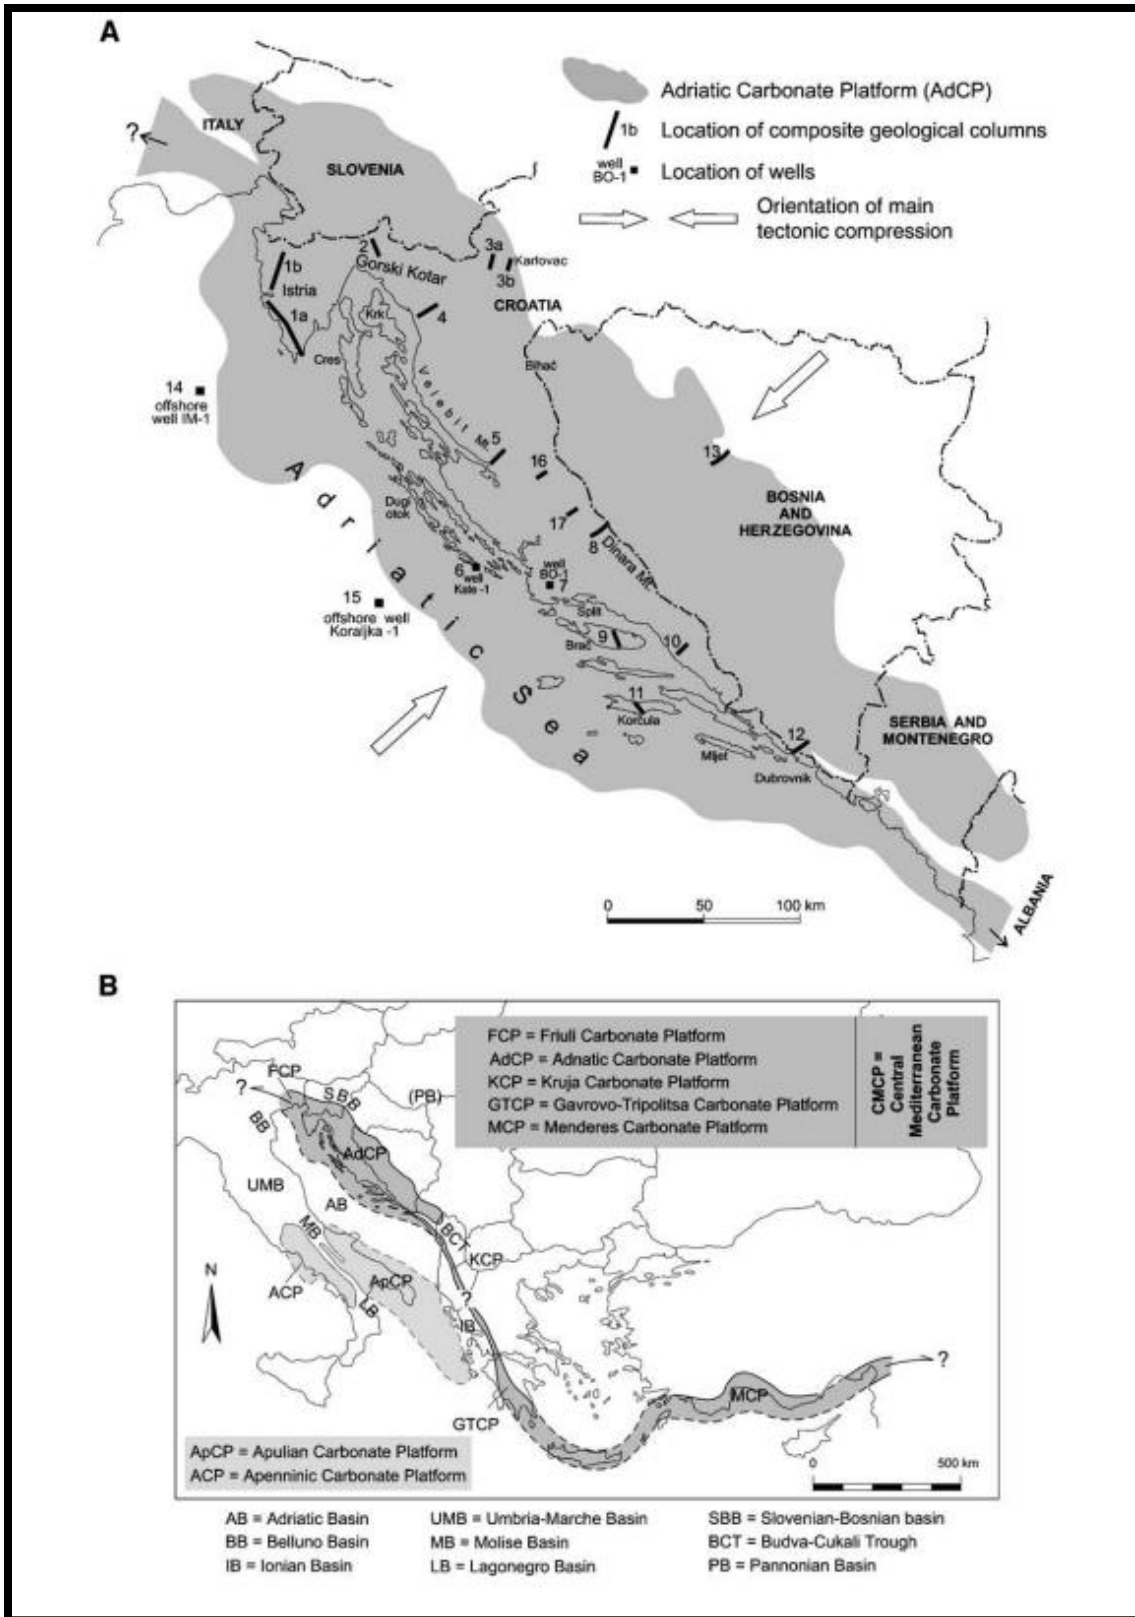 A
Adriatic Carbonate Platform (AdCP)
1b Location of composite geological columns
well
BO-1 Location of wells
Orientation of main
tectonic compression
ITALY
?
SLOVENIA
2
Gorski Kotar
3a
Karlovac
3b
1b
Istria
1a
CROATIA
Krk
4
Cres
Bihać
Velebit Mt.
14
offshore
well IM-1
5
16
13
Adriatic Sea
Dugi
otok
BOSNIA
AND
HERZEGOVINA
17
8
Dinara Mt.
6
well
Kate -1
well
BO-1
7
15
offshore well
Koraljka -1
Split
9
Brač
10
11
Korčula
SERBIA AND
MONTENEGRO
12
Mljet
Dubrovnik
0 50 100 km
ALBANIA
B
FCP = Friuli Carbonate Platform
AdCP = Adnatic Carbonate Platform
KCP = Kruja Carbonate Platform
GTCP = Gavrovo-Tripolitsa Carbonate Platform
MCP = Menderes Carbonate Platform
CMCP =
Central
Mediterranean
Carbonate
Platform
FCP
?
SBB
(PB)
BB
AdCP
UMB
AB
MB
BCT
KCP
N
ACP
ApCP
?
LB
IB
?
MCP
GTCP
ApCP = Apulian Carbonate Platform
ACP = Apenninic Carbonate Platform
0 500 km
AB = Adriatic Basin UMB = Umbria-Marche Basin SBB = Slovenian-Bosnian basin
BB = Belluno Basin MB = Molise Basin BCT = Budva-Cukali Trough
IB = Ionian Basin LB = Lagonegro Basin PB = Pannonian Basin